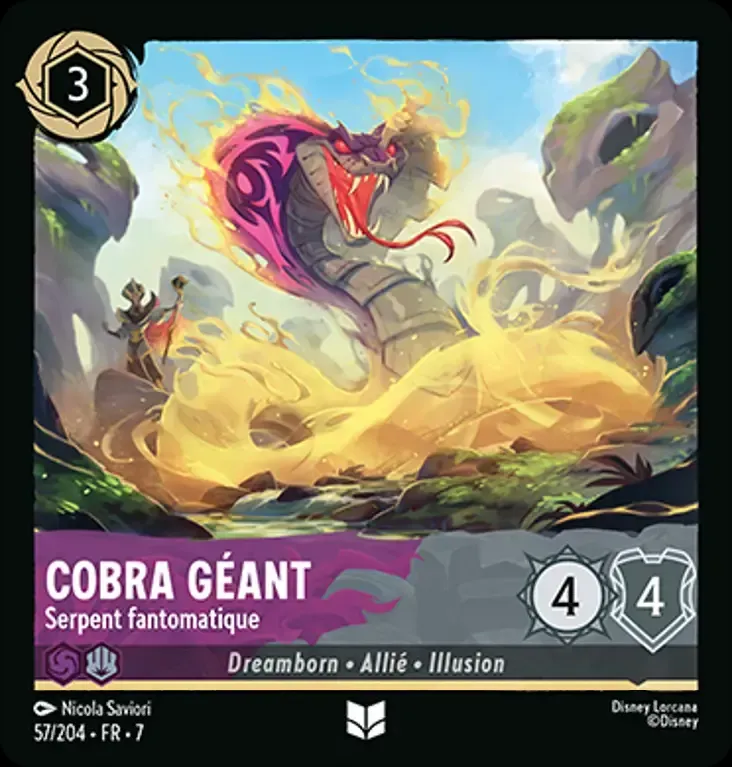 3
COBRA GÉANT
Serpent fantomatique
4
4
Dreamborn • Allié • Illusion
Nicola Saviori
57/204 • FR • 7
Disney Lorcana
©Disney